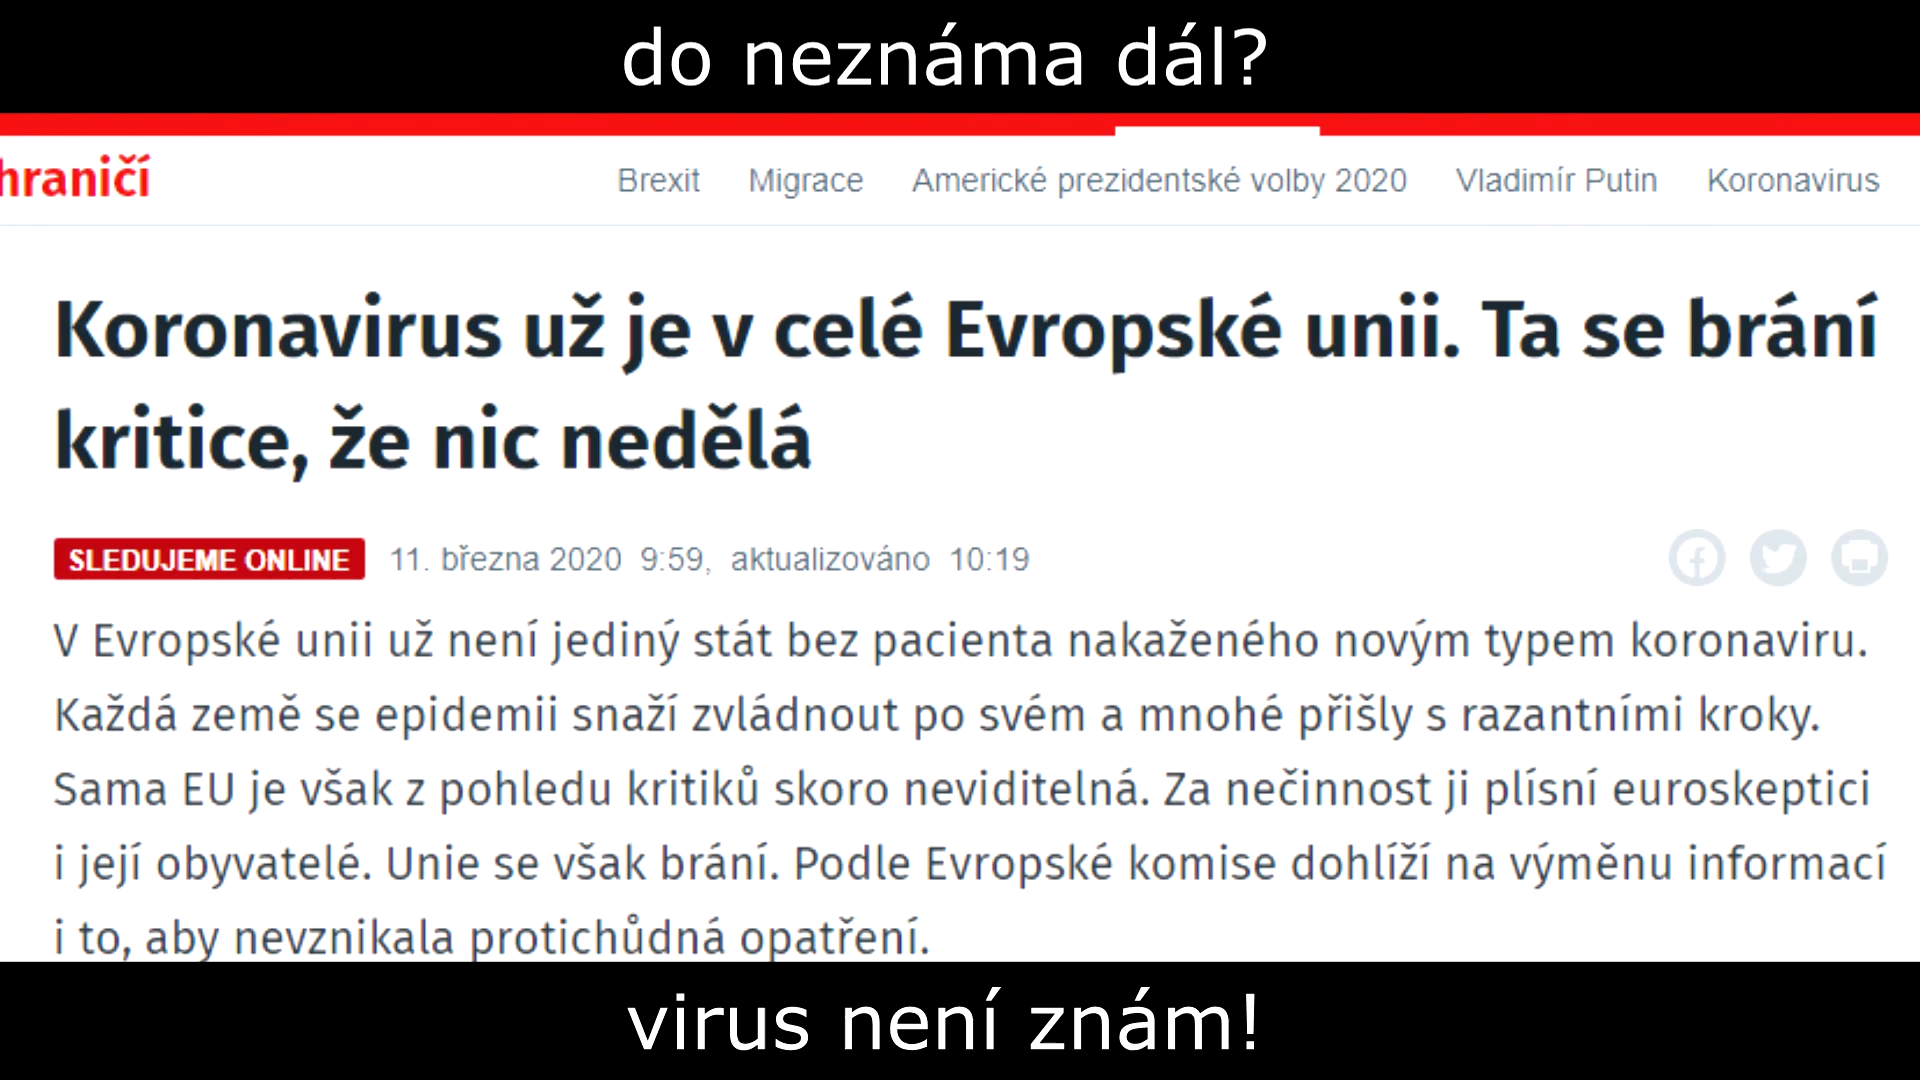 do neznáma dál?
hraničí
Brexit Migrace Americké prezidentské volby 2020 Vladimír Putin Koronavirus
Koronavirus už je v celé Evropské unii. Ta se brání
kritice, že nic nedělá
SLEDUJEME ONLINE 11. března 2020 9:59, aktualizováno 10:19
V Evropské unii už není jediný stát bez pacienta nakaženého novým typem koronaviru.
Každá země se epidemii snaží zvládnout po svém a mnohé přišly s razantními kroky.
Sama EU je však z pohledu kritiků skoro neviditelná. Za nečinnost ji plísní euroskeptici
i její obyvatelé. Unie se však brání. Podle Evropské komise dohlíží na výměnu informací
i to, aby nevznikala protichůdná opatření.
virus není znám!